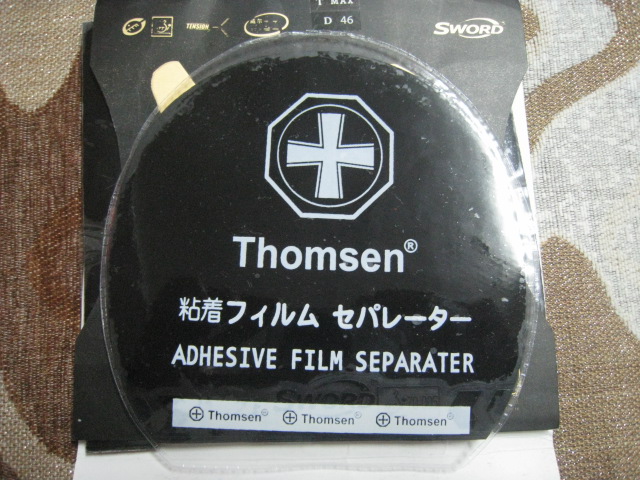 T MAX
D 46
TENSION
SWORD
Thomsen®
粘着フィルム セパレーター
ADHESIVE FILM SEPARATER
SWORD
Thomsen Thomsen Thomsen